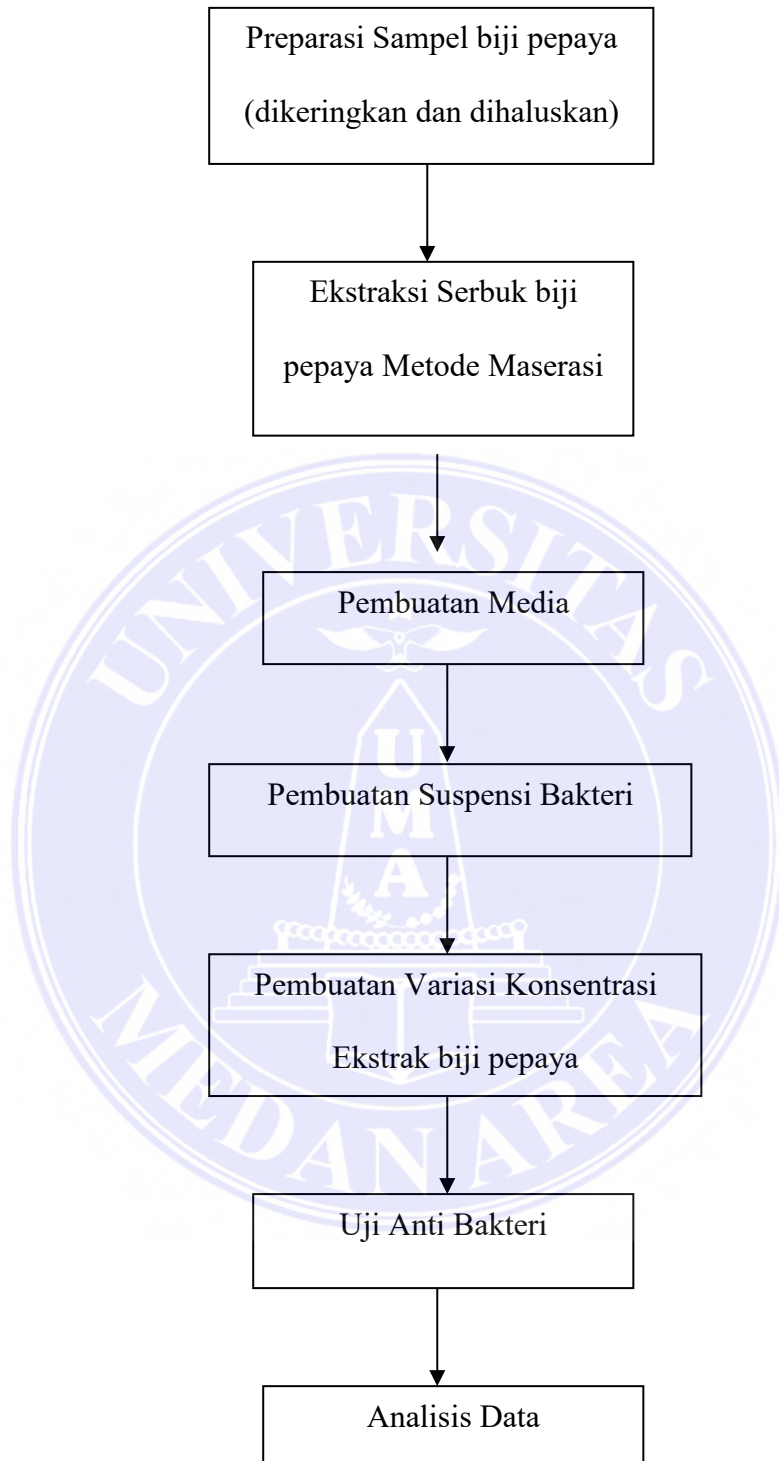 Preparasi Sampel biji pepaya
(dikeringkan dan dihaluskan)
Ekstraksi Serbuk biji
pepaya Metode Maserasi
UNIVERSITAS
Pembuatan Media
U
Pembuatan Suspensi Bakteri
M
A
Pembuatan Variasi Konsentrasi
Ekstrak biji pepaya
MEDAN AREA
Uji Anti Bakteri
Analisis Data